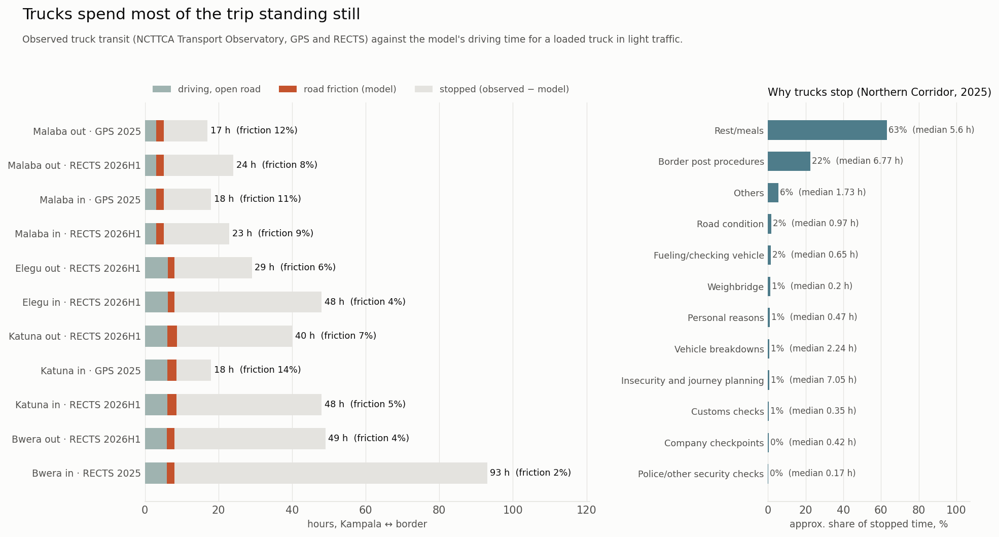 Trucks spend most of the trip standing still
Observed truck transit (NCTTCA Transport Observatory, GPS and RECTS) against the model's driving time for a loaded truck in light traffic.
driving, open road
road friction (model)
stopped (observed − model)
Malaba out · GPS 2025
17 h (friction 12%)
Malaba out · RECTS 2026H1
24 h (friction 8%)
Malaba in · GPS 2025
18 h (friction 11%)
Malaba in · RECTS 2026H1
23 h (friction 9%)
Elegu out · RECTS 2026H1
29 h (friction 6%)
Elegu in · RECTS 2026H1
48 h (friction 4%)
Katuna out · RECTS 2026H1
40 h (friction 7%)
Katuna in · GPS 2025
18 h (friction 14%)
Katuna in · RECTS 2026H1
48 h (friction 5%)
Bwera out · RECTS 2026H1
49 h (friction 4%)
Bwera in · RECTS 2025
93 h (friction 2%)
0 20 40 60 80 100 120
hours, Kampala ↔ border
Why trucks stop (Northern Corridor, 2025)
Rest/meals
63% (median 5.6 h)
Border post procedures
22% (median 6.77 h)
Others
6% (median 1.73 h)
Road condition
2% (median 0.97 h)
Fueling/checking vehicle
2% (median 0.65 h)
Weighbridge
1% (median 0.2 h)
Personal reasons
1% (median 0.47 h)
Vehicle breakdowns
1% (median 2.24 h)
Insecurity and journey planning
1% (median 7.05 h)
Customs checks
1% (median 0.35 h)
Company checkpoints
0% (median 0.42 h)
Police/other security checks
0% (median 0.17 h)
0 20 40 60 80 100
approx. share of stopped time, %